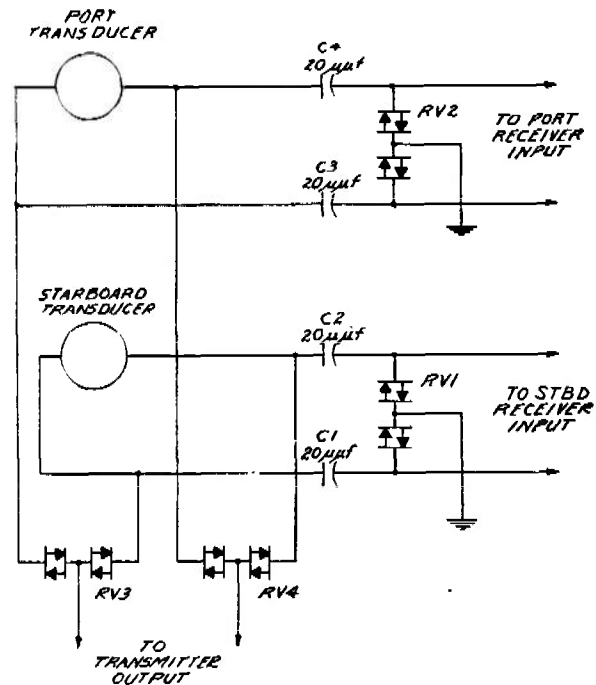 PORT
TRANSDUCER
C4
20 µµf
RV2
TO PORT
RECEIVER
INPUT
C3
20 µµf
STARBOARD
TRANSDUCER
C2
20 µµf
RV1
TO STBD
RECEIVER
INPUT
C1
20 µµf
RV3
RV4
TO
TRANSMITTER
OUTPUT